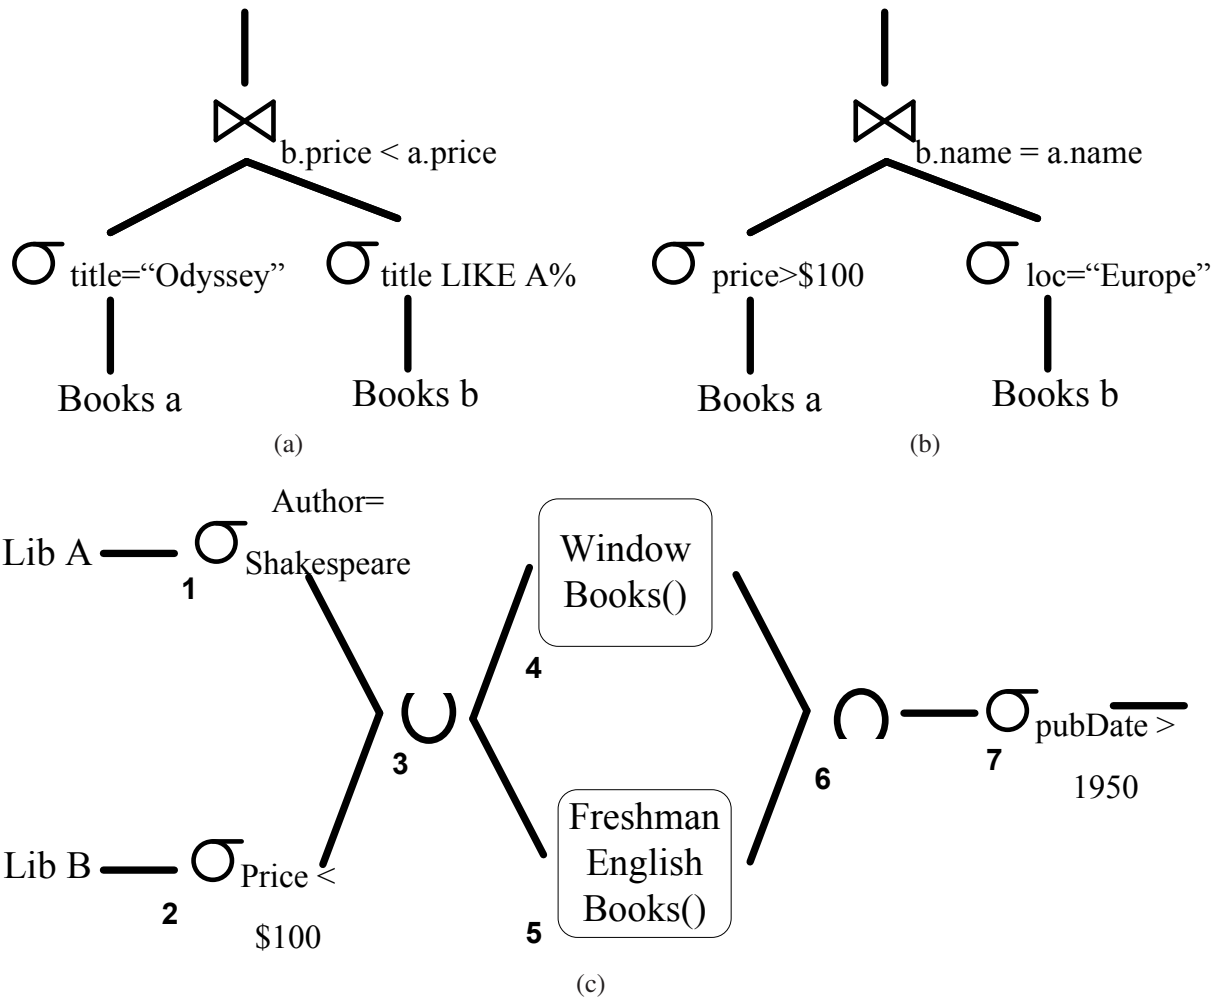 b.price < a.price
σ title=“Odyssey”
σ title LIKE A%
Books a
Books b
(a)
b.name = a.name
σ price>$100
σ loc=“Europe”
Books a
Books b
(b)
Lib A
1
σ Author=
Shakespeare
Lib B
2
σ Price <
$100
3
Window
Books()
4
Freshman
English
Books()
5
6
7
σ pubDate >
1950
(c)